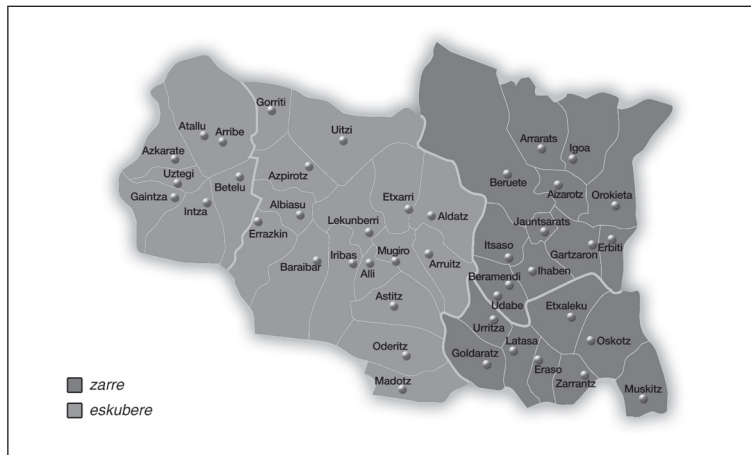 Gorriti
Atallu
Arribe
Uitzi
Arrarats
Igoa
Azkarate
Uztegi
Azpirotz
Beruete
Aizarotz
Gaintza
Betelu
Intza
Etxarri
Orokieta
Albiasu
Aldatz
Lekunberri
Jauntsarats
Errazkin
Itsaso
Gartzaron
Erbiti
Baraibar
Iribas
Mugiro
Arruitz
Alli
Beramendi
Ihaben
Udabe
Astitz
Etxaleku
Urritza
Oskotz
Oderitz
Goldaratz
Latasa
Eraso
Zarrantz
Madotz
Muskitz
zarre
eskubere